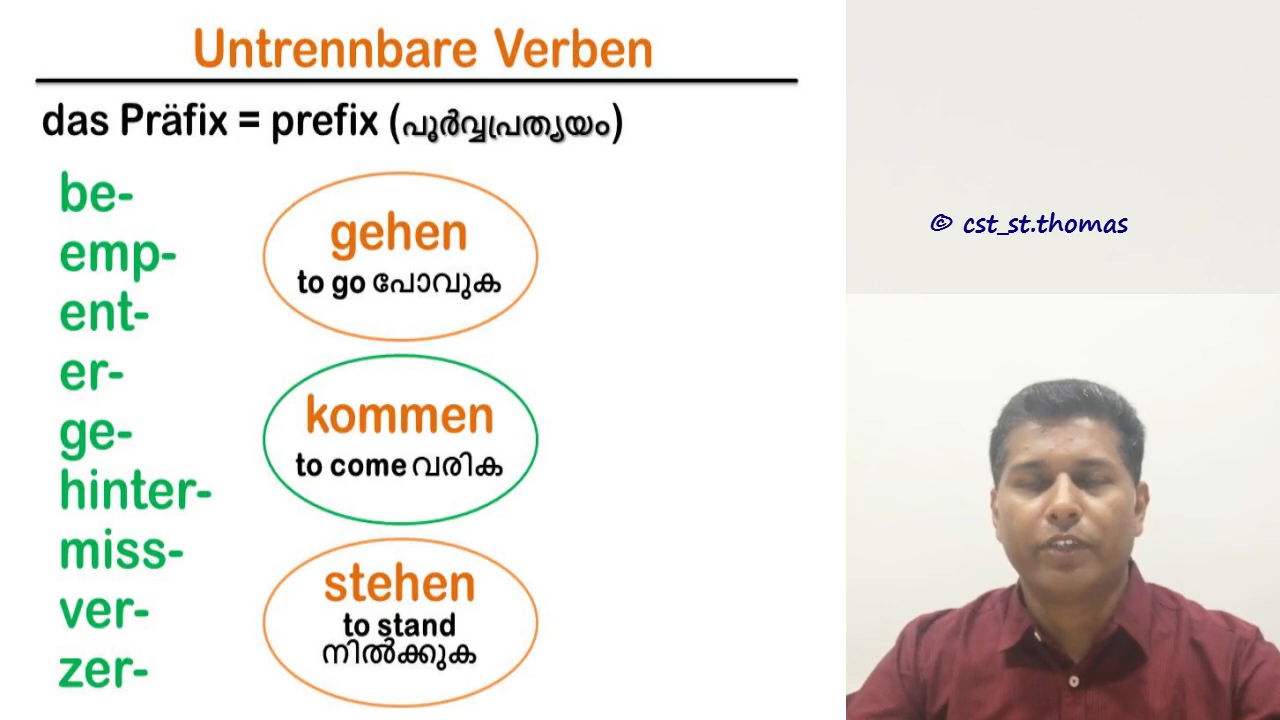 Untrennbare Verben
das Präfix = prefix (പൂർവ്വപ്രത്യയം)
be-
emp-
ent-
er-
ge-
hinter-
miss-
ver-
zer-
gehen
to go പോവുക
kommen
to come വരിക
stehen
to stand
നിൽക്കുക
© cst_st.thomas